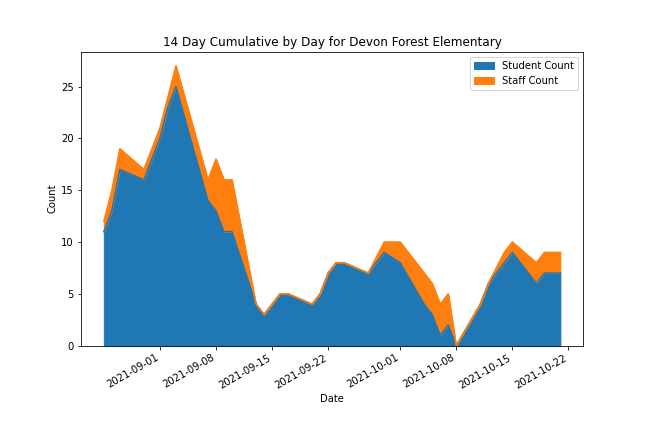 14 Day Cumulative by Day for Devon Forest Elementary
Student Count
Staff Count
Count
25
20
15
10
5
0
2021-09-01
2021-09-08
2021-09-15
2021-09-22
2021-10-01
2021-10-08
2021-10-15
2021-10-22
Date